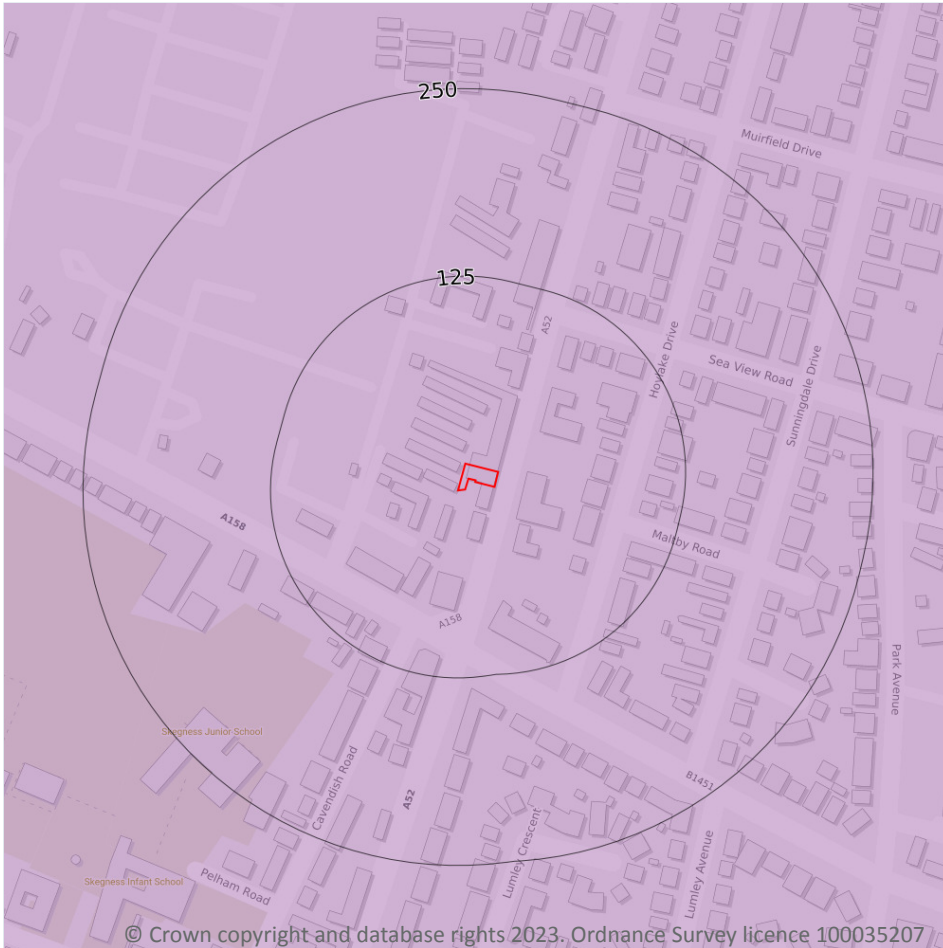 250
Muirfield Drive
125
A52
Hoylake Drive
Sea View Road
Sunningdale Drive
A158
Maltby Road
A158
Park Avenue
Skegness Junior School
Cavendish Road
A52
B1451
Lumley Crescent
Lumley Avenue
Skegness Infant School
Pelham Road
© Crown copyright and database rights 2023. Ordnance Survey licence 100035207